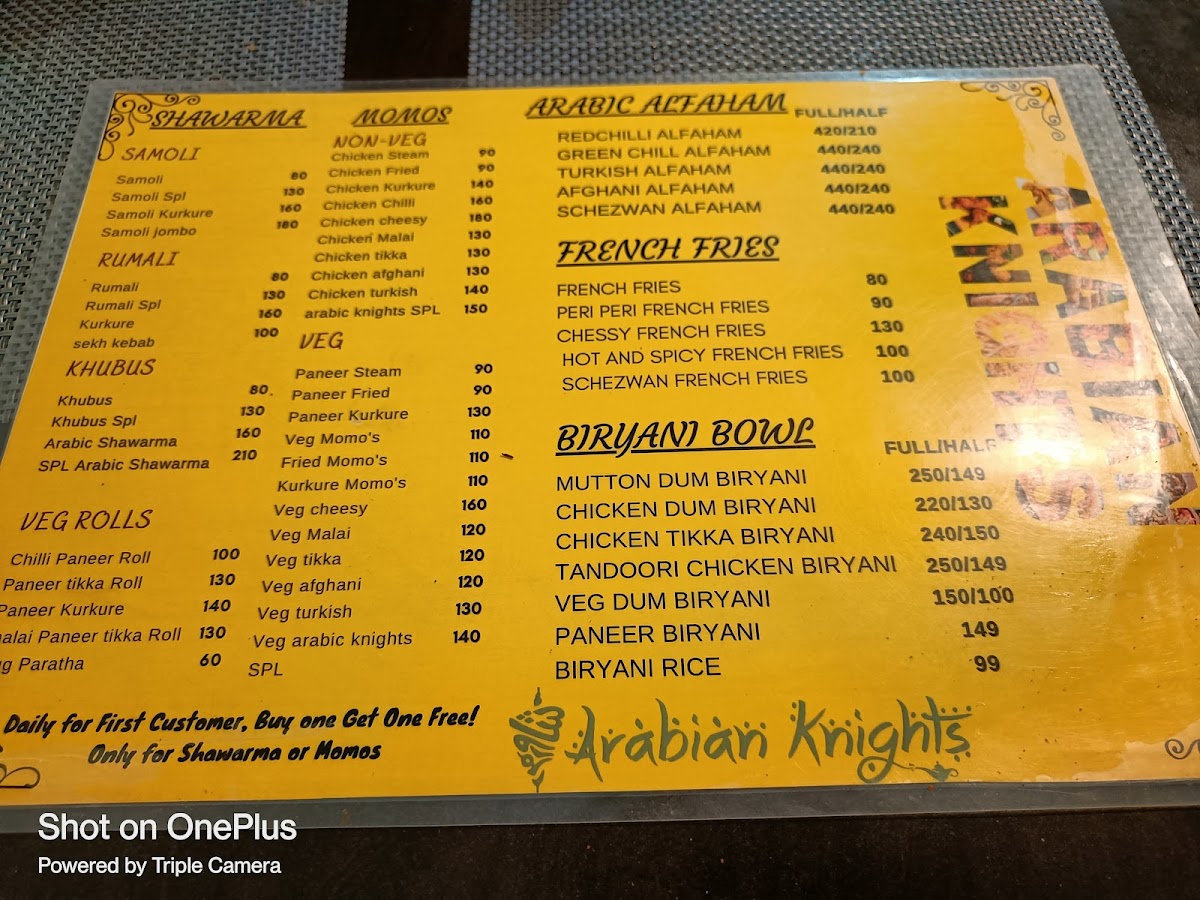 SHAWARMA
SAMOLI
Samoli 80
Samoli Spl 130
Samoli Kurkure 160
Samoli jombo 180
RUMALI
Rumali 80
Rumali Spl 130
Kurkure 160
sekh kebab 100
KHUBUS
Khubus 80.
Khubus Spl 130
Arabic Shawarma 160
SPL Arabic Shawarma 210
VEG ROLLS
Chilli Paneer Roll 100
Paneer tikka Roll 130
Paneer Kurkure 140
Paneer tikka Roll 130
Paratha 60
MOMOS
NON-VEG
Chicken Steam 90
Chicken Fried 90
Chicken Kurkure 140
Chicken Chilli 160
Chicken cheesy 180
Chicken Malai 130
Chicken tikka 130
Chicken afghani 130
Chicken turkish 140
arabic knights SPL 150
VEG
Paneer Steam 90
Paneer Fried 90
Paneer Kurkure 130
Veg Momo's 110
Fried Momo's 110
Kurkure Momo's 110
Veg cheesy 160
Veg Malai 120
Veg tikka 120
Veg afghani 120
Veg turkish 130
Veg arabic knights 140
SPL
ARABIC ALFAHAM FULL/HALF
REDCHILLI ALFAHAM 420/210
GREEN CHILL ALFAHAM 440/240
TURKISH ALFAHAM 440/240
AFGHANI ALFAHAM 440/240
SCHEZWAN ALFAHAM 440/240
FRENCH FRIES
FRENCH FRIES 80
PERI PERI FRENCH FRIES 90
CHESSY FRENCH FRIES 130
HOT AND SPICY FRENCH FRIES 100
SCHEZWAN FRENCH FRIES 100
BIRYANI BOWL FULL/HALF
MUTTON DUM BIRYANI 250/149
CHICKEN DUM BIRYANI 220/130
CHICKEN TIKKA BIRYANI 240/150
TANDOORI CHICKEN BIRYANI 250/149
VEG DUM BIRYANI 150/100
PANEER BIRYANI 149
BIRYANI RICE 99
ARABIAN
KNIGHTS
Daily for First Customer, Buy one Get One Free!
Only for Shawarma or Momos
Arabian Knights
Shot on OnePlus
Powered by Triple Camera